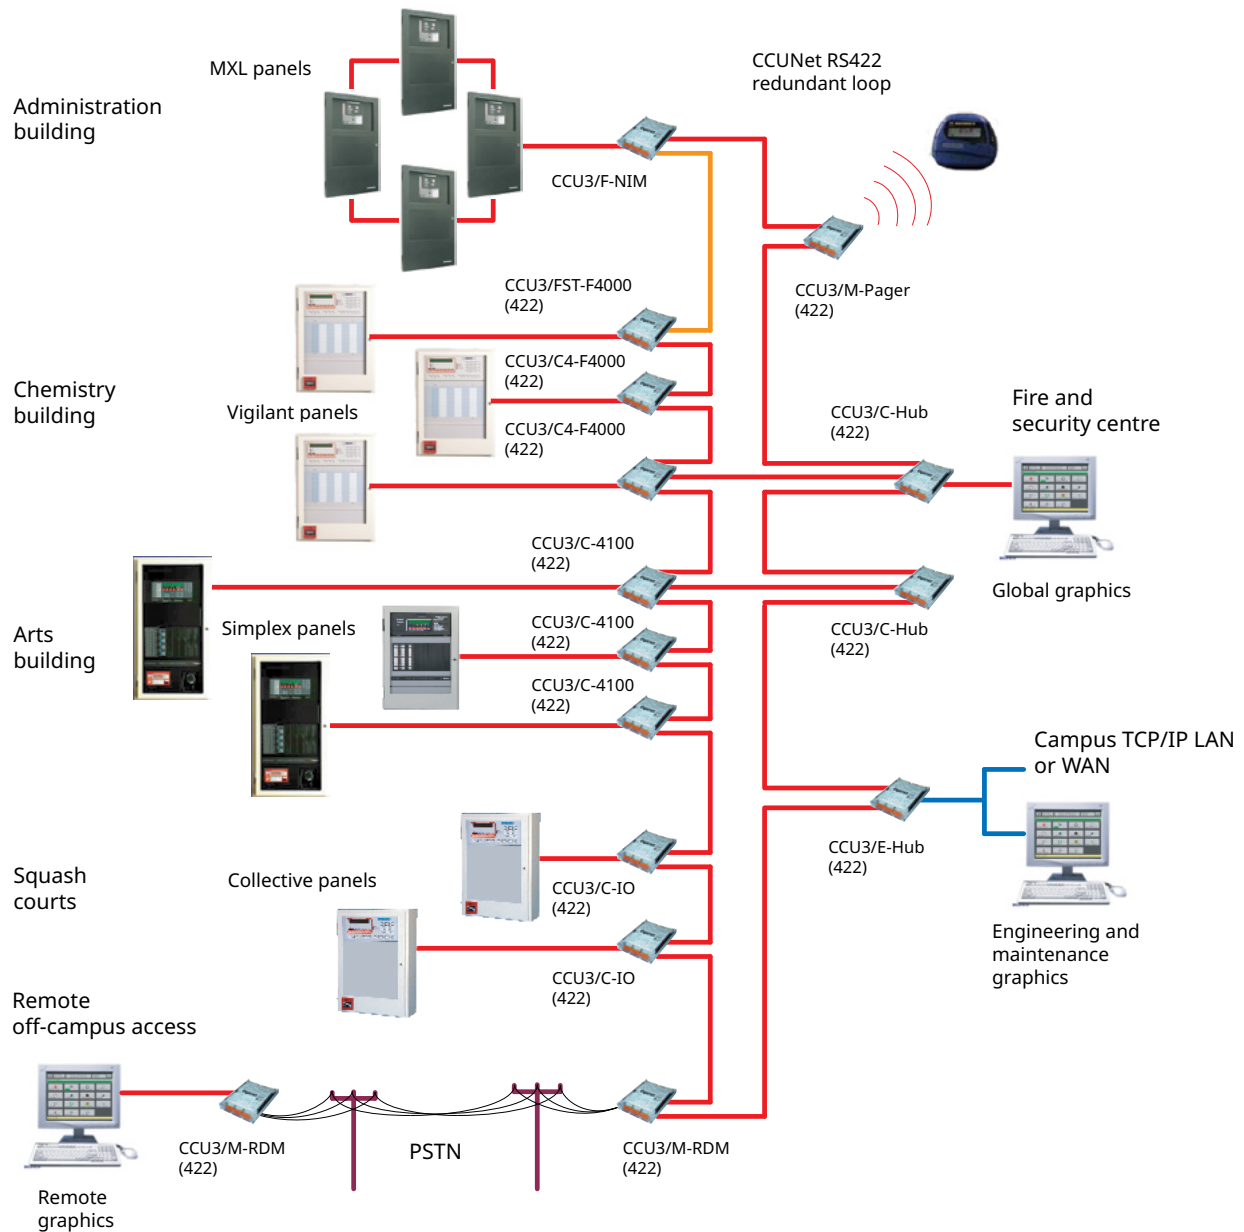 MXL panels
CCUNet RS422
redundant loop
Administration
building
CCU3/F-NIM
CCU3/FST-F4000
(422)
CCU3/M-Pager
(422)
Chemistry
building
CCU3/C4-F4000
(422)
Vigilant panels
CCU3/C4-F4000
(422)
CCU3/C-Hub
(422)
Fire and
security centre
CCU3/C-4100
(422)
Global graphics
Arts
building
Simplex panels
CCU3/C-4100
(422)
CCU3/C-Hub
(422)
CCU3/C-4100
(422)
Campus TCP/IP LAN
or WAN
CCU3/E-Hub
(422)
Squash
courts
Collective panels
CCU3/C-IO
(422)
Engineering and
maintenance
graphics
CCU3/C-IO
(422)
Remote
off-campus access
CCU3/M-RDM
(422)
PSTN
CCU3/M-RDM
(422)
Remote
graphics